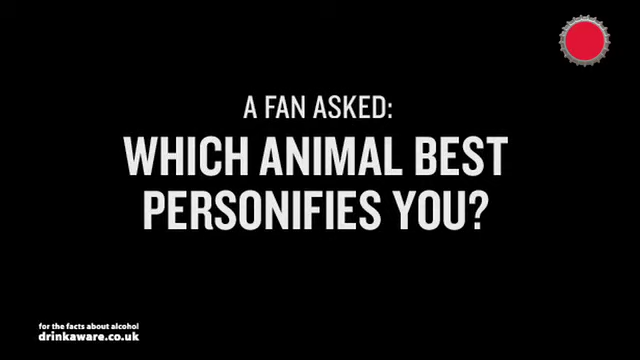 A FAN ASKED:
WHICH ANIMAL BEST
PERSONIFIES YOU?
for the facts about alcohol
drinkaware.co.uk